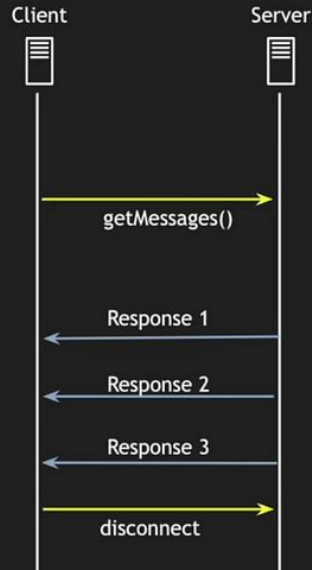 Client
Server
getMessages()
Response 1
Response 2
Response 3
disconnect